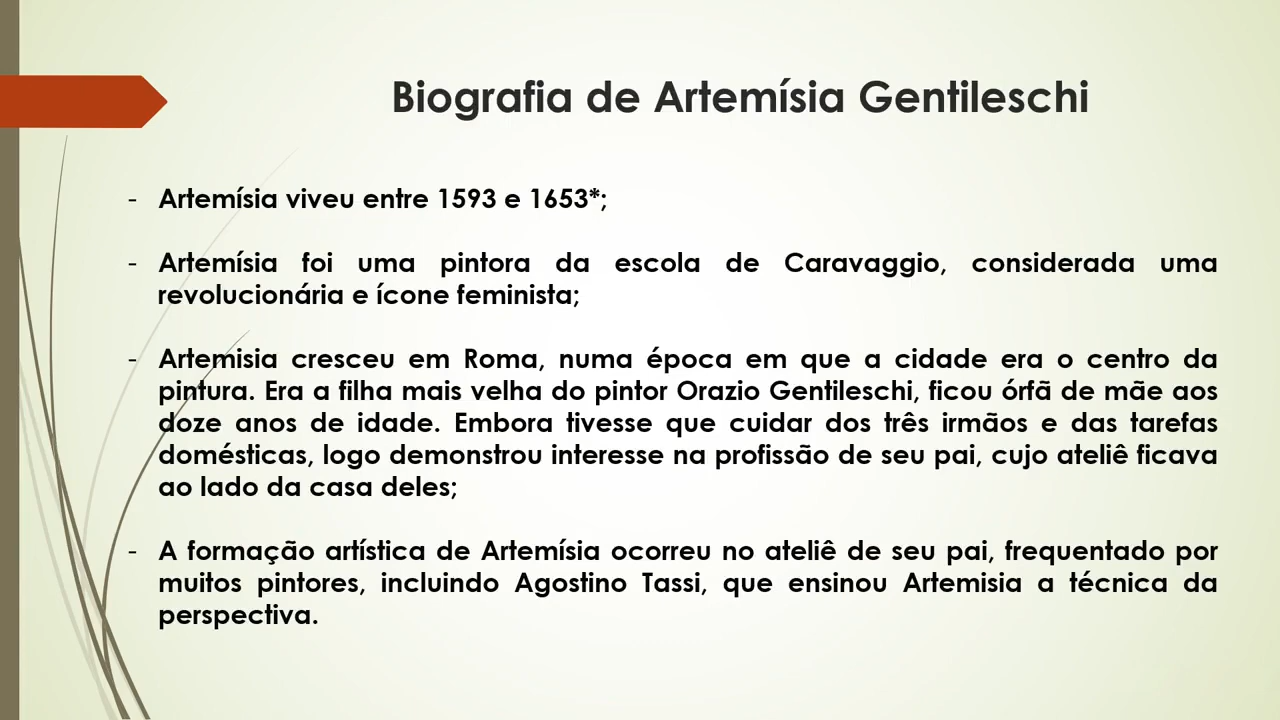 Biografia de Artemísia Gentileschi
- Artemísia viveu entre 1593 e 1653*;
- Artemísia foi uma pintora da escola de Caravaggio, considerada uma
revolucionária e ícone feminista;
- Artemisia cresceu em Roma, numa época em que a cidade era o centro da
pintura. Era a filha mais velha do pintor Orazio Gentileschi, ficou órfã de mãe aos
doze anos de idade. Embora tivesse que cuidar dos três irmãos e das tarefas
domésticas, logo demonstrou interesse na profissão de seu pai, cujo ateliê ficava
ao lado da casa deles;
- A formação artística de Artemísia ocorreu no ateliê de seu pai, frequentado por
muitos pintores, incluindo Agostino Tassi, que ensinou Artemisia a técnica da
perspectiva.